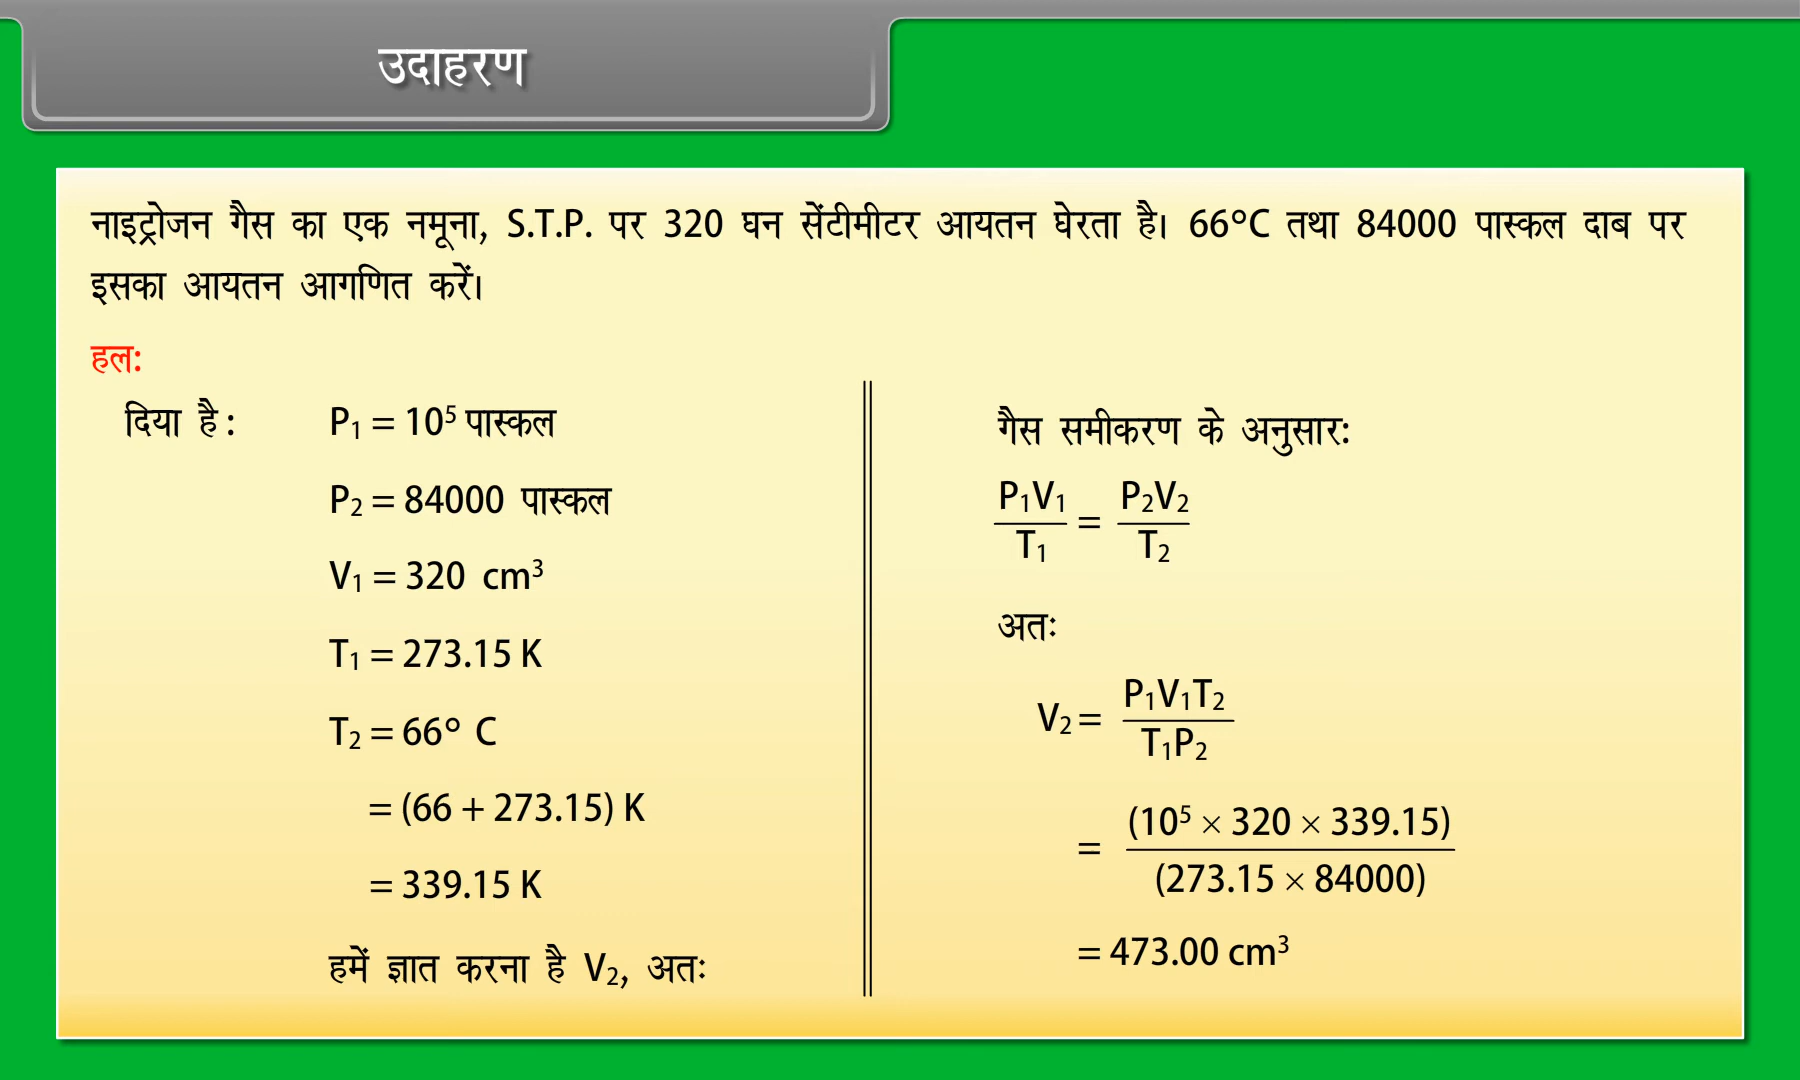 उदाहरण
नाइट्रोजन गैस का एक नमूना, S.T.P. पर 320 घन सेंटीमीटर आयतन घेरता है। 66°C तथा 84000 पास्कल दाब पर
इसका आयतन आगणित करें।
हल:
दिया है : P₁ = 10⁵ पास्कल
P₂ = 84000 पास्कल
V₁ = 320 cm³
T₁ = 273.15 K
T₂ = 66° C
= (66 + 273.15) K
= 339.15 K
हमें ज्ञात करना है V₂, अतः
गैस समीकरण के अनुसार:
P₁V₁/T₁ = P₂V₂/T₂
अतः
V₂ = P₁V₁T₂/T₁P₂
= (10⁵ × 320 × 339.15)/(273.15 × 84000)
= 473.00 cm³